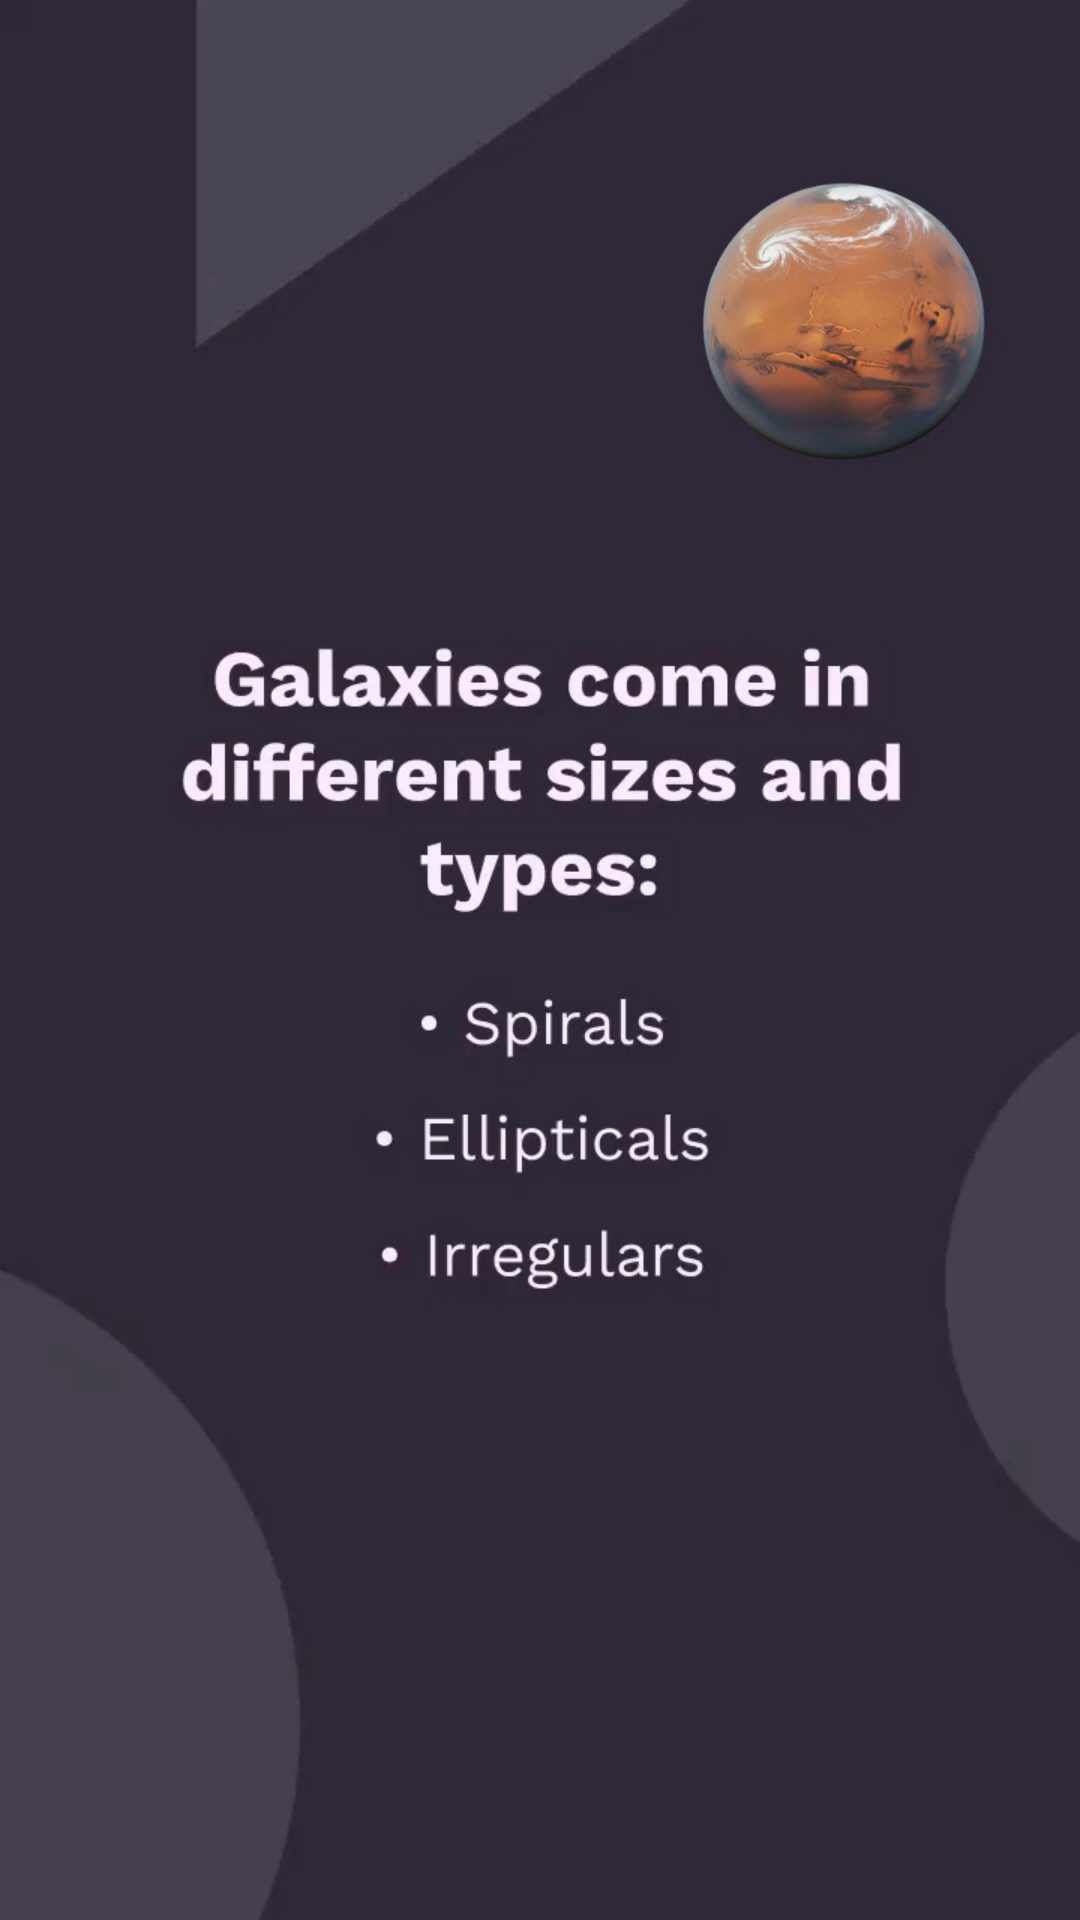 Galaxies come in
different sizes and
types:
• Spirals
• Ellipticals
• Irregulars